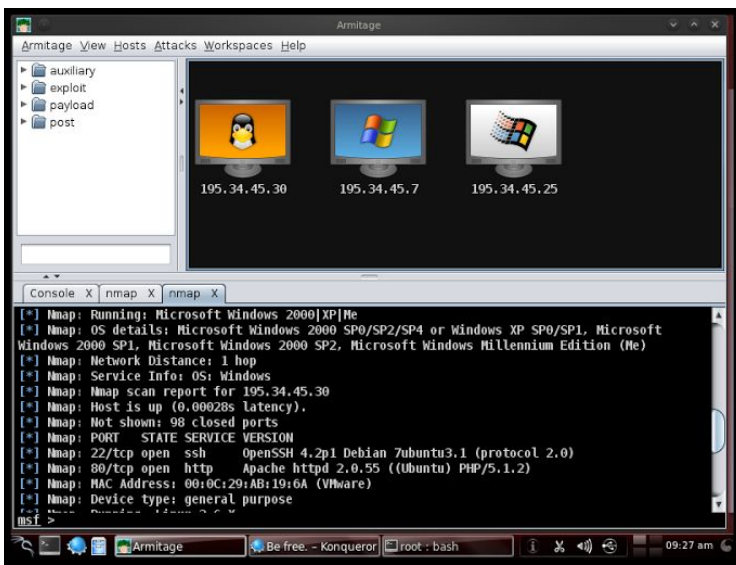 Armitage
Armitage View Hosts Attacks Workspaces Help
auxiliary
exploit
payload
post
195.34.45.30
195.34.45.7
195.34.45.25
Console X
nmap X
nmap X
[*] Nmap: Running: Microsoft Windows 2000|XP|Me
[*] Nmap: OS details: Microsoft Windows 2000 SP0/SP2/SP4 or Windows XP SP0/SP1, Microsoft
Windows 2000 SP1, Microsoft Windows 2000 SP2, Microsoft Windows Millennium Edition (Me)
[*] Nmap: Network Distance: 1 hop
[*] Nmap: Service Info: OS: Windows
[*] Nmap: Nmap scan report for 195.34.45.30
[*] Nmap: Host is up (0.00028s latency).
[*] Nmap: Not shown: 98 closed ports
[*] Nmap: PORT   STATE SERVICE VERSION
[*] Nmap: 22/tcp open  ssh     OpenSSH 4.2p1 Debian 7ubuntu3.1 (protocol 2.0)
[*] Nmap: 80/tcp open  http    Apache httpd 2.0.55 ((Ubuntu) PHP/5.1.2)
[*] Nmap: MAC Address: 00:0C:29:AB:19:6A (VMware)
[*] Nmap: Device type: general purpose
msf >
Armitage
Be free. – Konqueror
root : bash
09:27 am